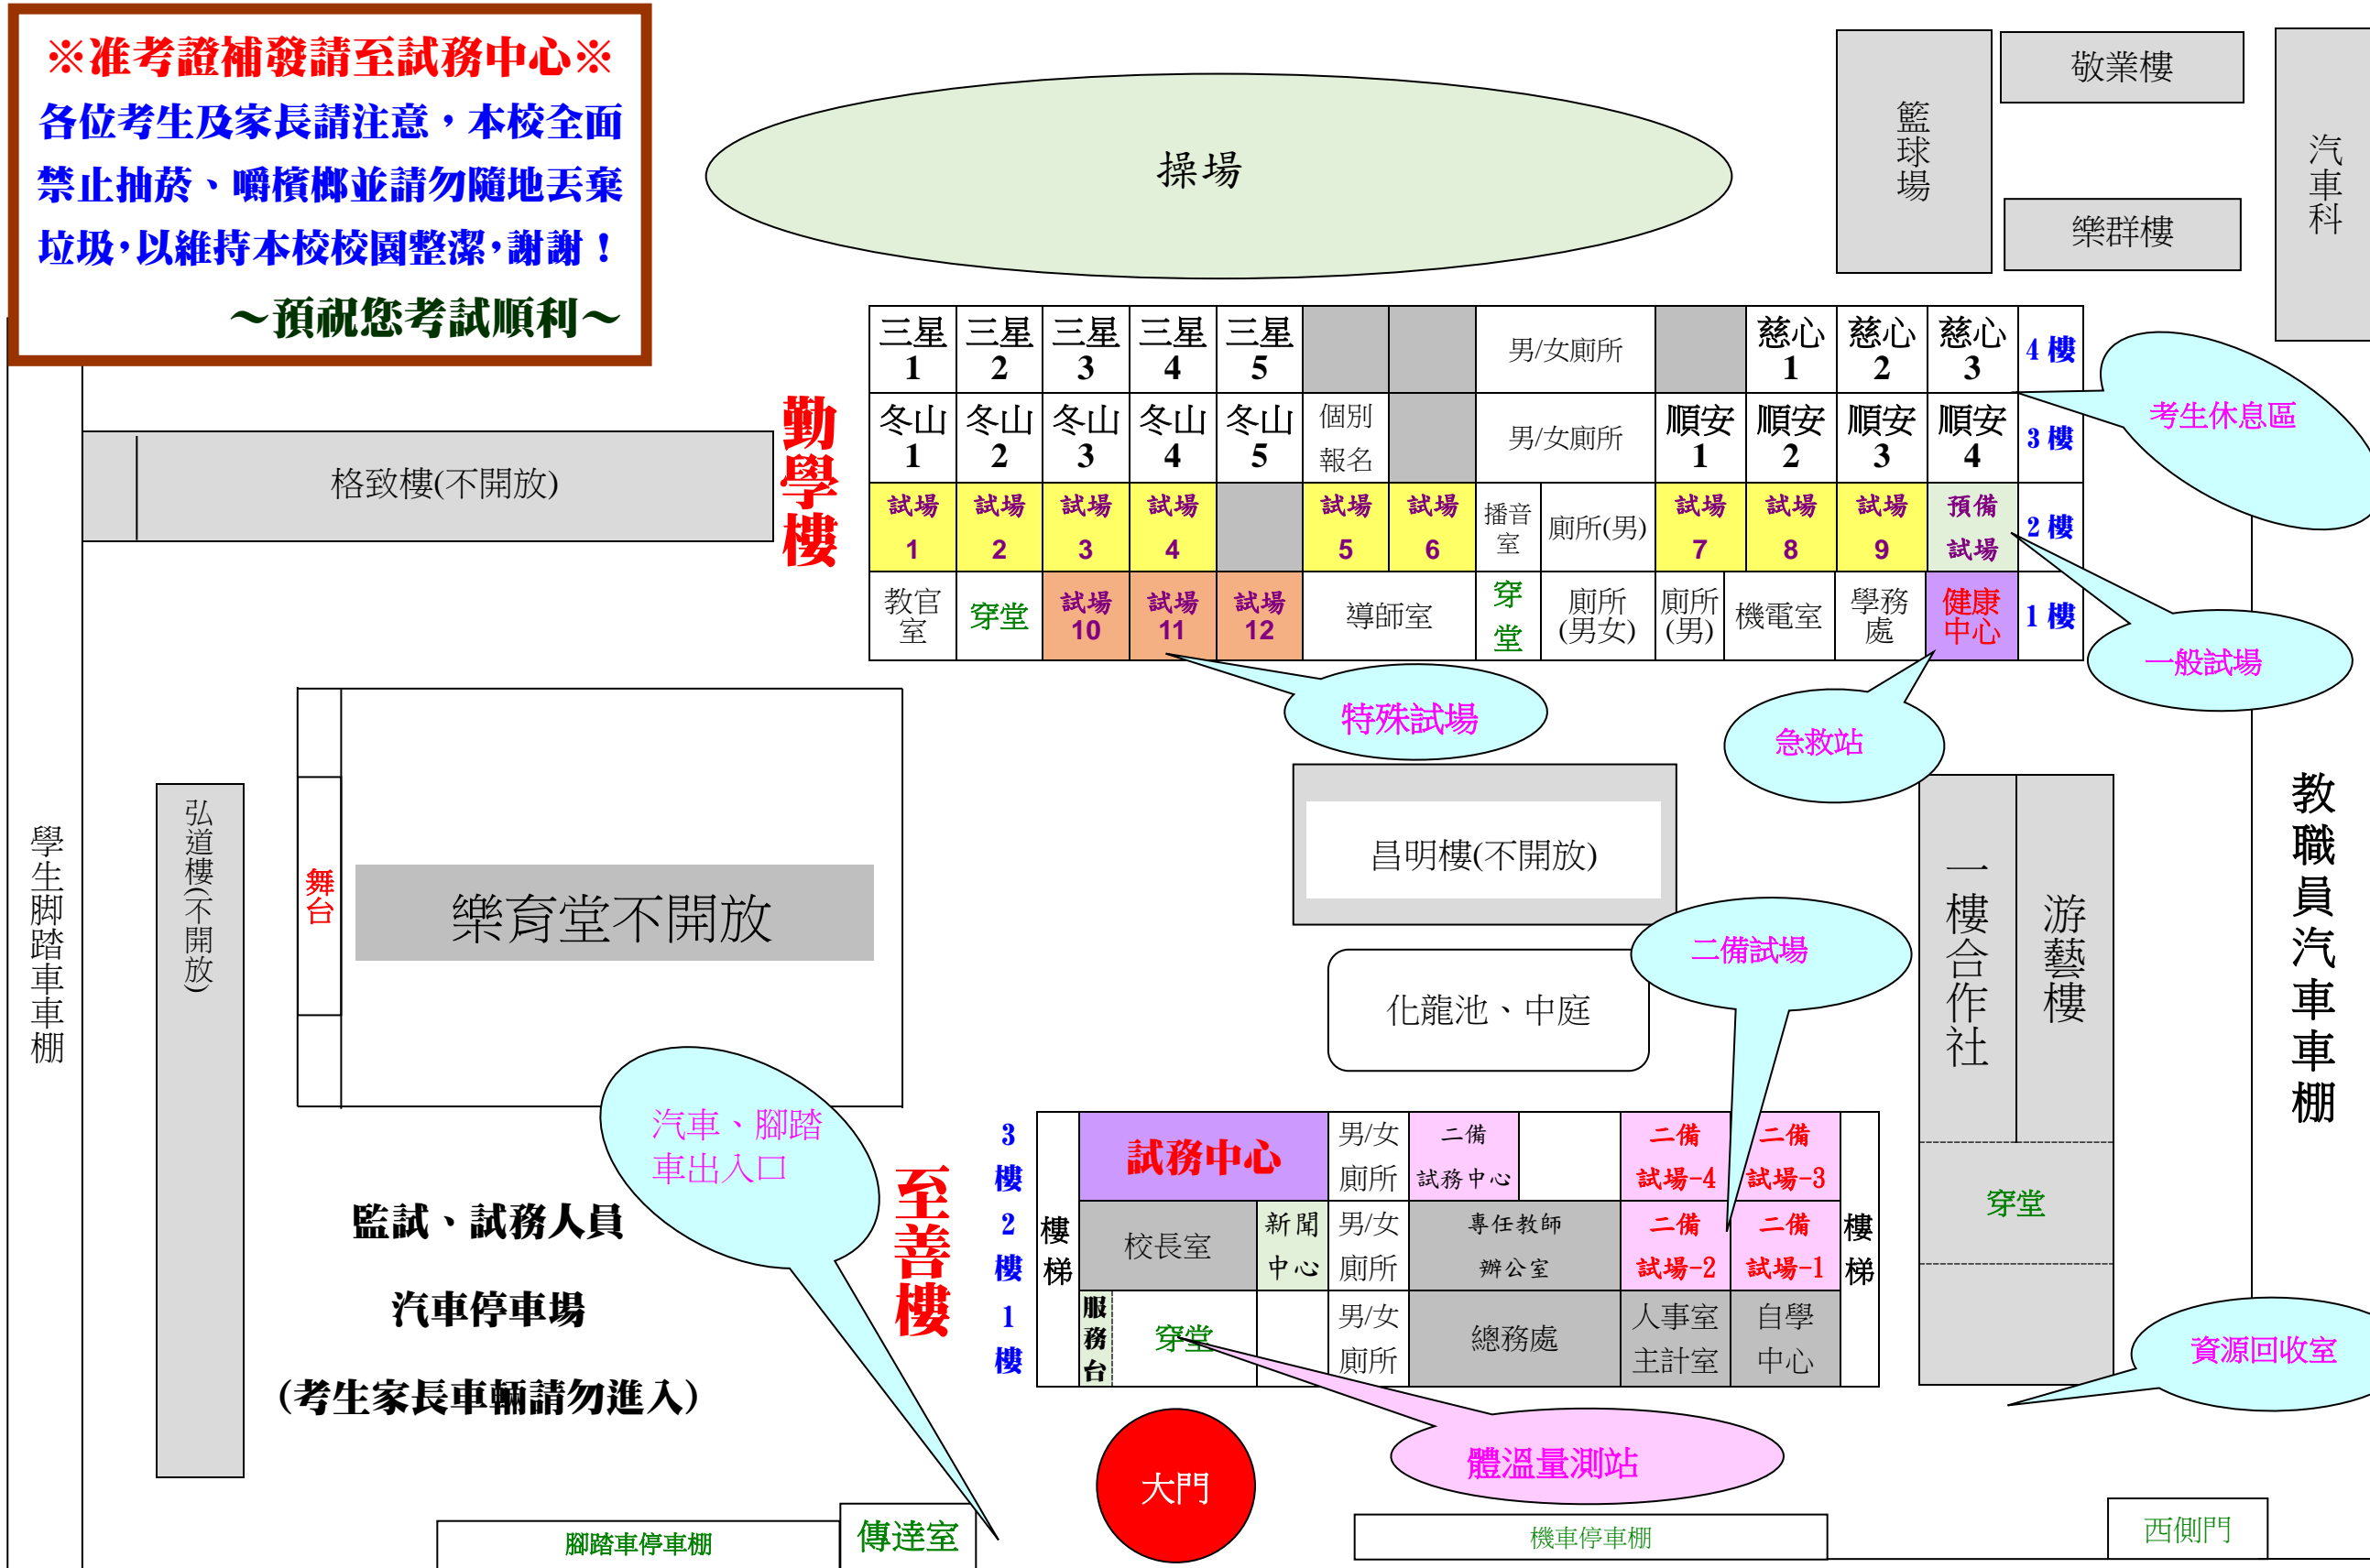 ※准考證補發請至試務中心※
各位考生及家長請注意，本校全面
禁止抽菸、嚼檳榔並請勿隨地丟棄
垃圾，以維持本校校園整潔，謝謝！
～預祝您考試順利～
操場
籃球場
敬業樓
樂群樓
汽車科
勤學樓
三星 三星 三星 三星 三星 男/女廁所 慈心 慈心 慈心 4 樓
1 2 3 4 5 1 2 3
冬山 冬山 冬山 冬山 冬山 個別 男/女廁所 順安 順安 順安 順安 3 樓
1 2 3 4 5 報名 1 2 3 4
試場 試場 試場 試場 試場 試場 播音 廁所(男) 試場 試場 試場 預備 2 樓
1 2 3 4 5 6 室 7 8 9 試場
教官 穿堂 試場 試場 試場 導師室 穿 廁所 廁所 機電室 學務 健康 1 樓
室 10 11 12 堂 (男女) (男) 處 中心
考生休息區
一般試場
特殊試場
急救站
格致樓(不開放)
學生腳踏車車棚
弘道樓(不開放)
舞台
樂育堂不開放
昌明樓(不開放)
化龍池、中庭
二備試場
一樓合作社
游藝樓
穿堂
教職員汽車車棚
汽車、腳踏
車出入口
監試、試務人員
汽車停車場
(考生家長車輛請勿進入)
至善樓
樓梯
3 試務中心 男/女 二備 二備 二備
樓 廁所 試務中心 試場-4 試場-3
2 校長室 新聞 男/女 專任教師 二備 二備
樓 中心 廁所 辦公室 試場-2 試場-1
1 服務台 穿堂 男/女 總務處 人事室 自學
樓 廁所 主計室 中心
樓梯
資源回收室
體溫量測站
大門
腳踏車停車棚
傳達室
機車停車棚
西側門